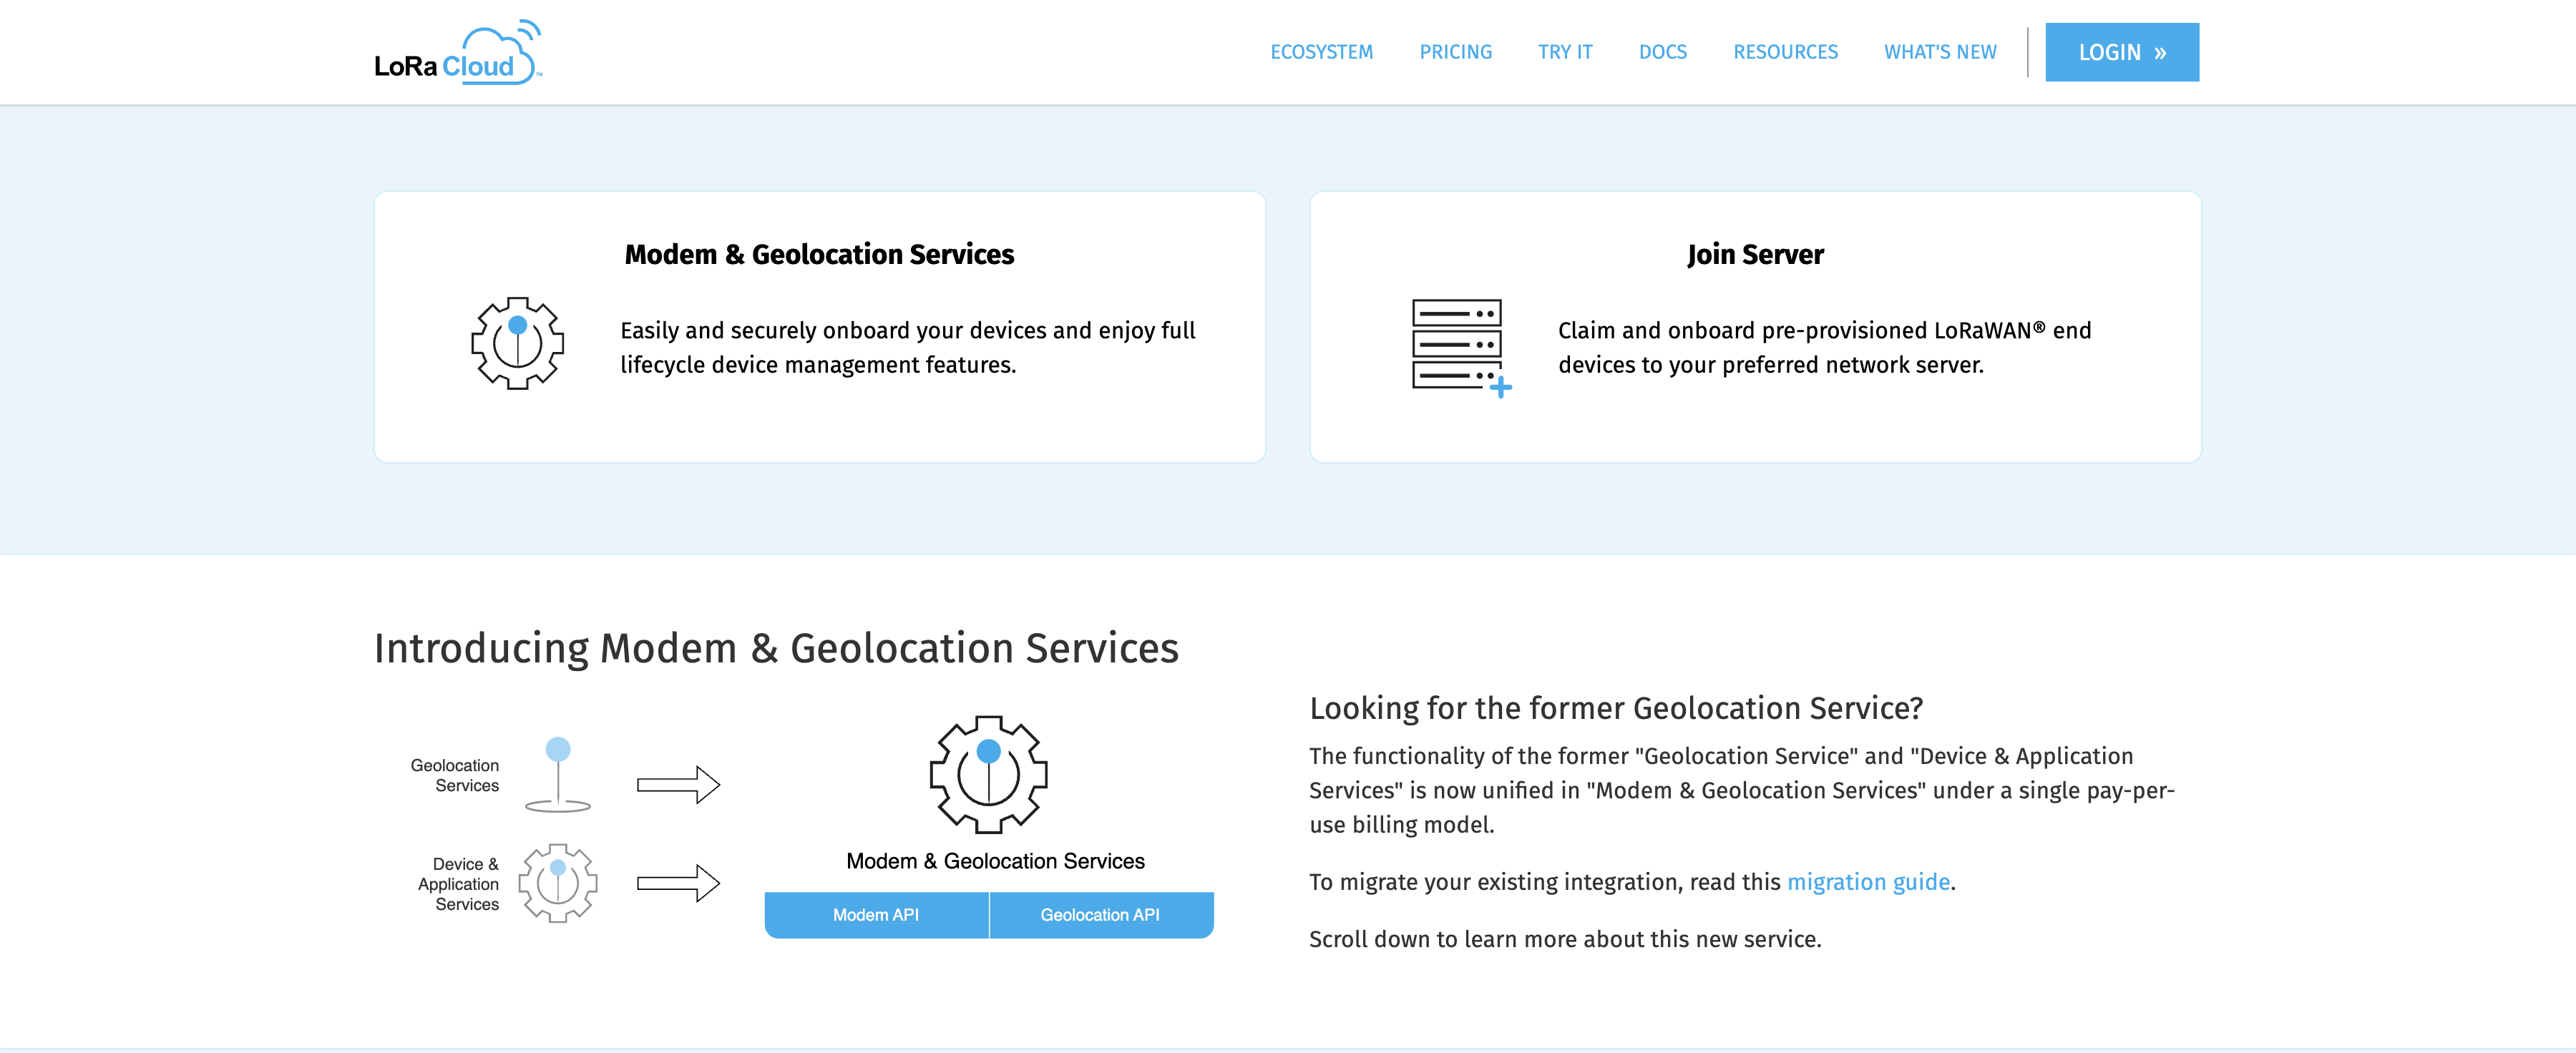 LoRa Cloud™
ECOSYSTEM
PRICING
TRY IT
DOCS
RESOURCES
WHAT'S NEW
LOGIN »
Modem & Geolocation Services
Easily and securely onboard your devices and enjoy full
lifecycle device management features.
Join Server
Claim and onboard pre-provisioned LoRaWAN® end
devices to your preferred network server.
Introducing Modem & Geolocation Services
Geolocation
Services
Device &
Application
Services
Modem & Geolocation Services
Modem API
Geolocation API
Looking for the former Geolocation Service?
The functionality of the former "Geolocation Service" and "Device & Application
Services" is now unified in "Modem & Geolocation Services" under a single pay-per-
use billing model.
To migrate your existing integration, read this migration guide.
Scroll down to learn more about this new service.